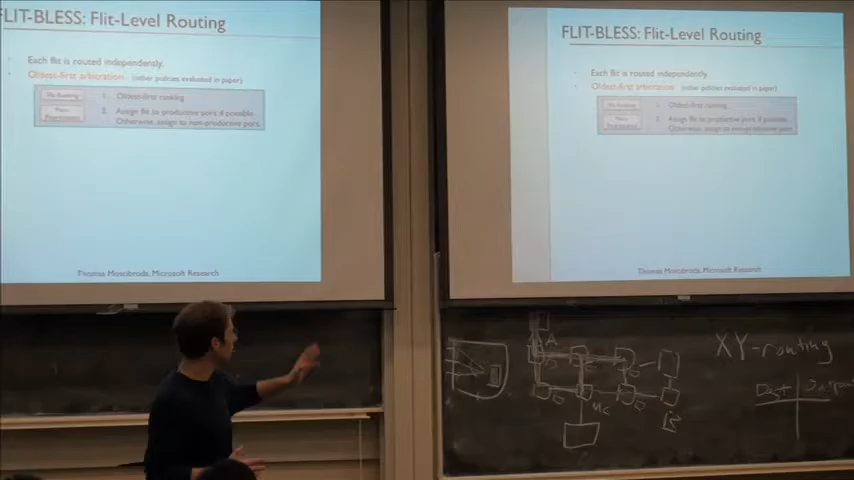 FLIT-BLESS: Flit-Level Routing
Each flit is routed independently.
Oldest-first arbitration (other policies evaluated in paper)
1. Oldest-first ranking
2. Assign flit to productive port, if possible.
Otherwise, assign to non-productive port.
Thomas Moscibroda, Microsoft Research
FLIT-BLESS: Flit-Level Routing
Each flit is routed independently.
Oldest-first arbitration (other policies evaluated in paper)
1. Oldest-first ranking
2. Assign flit to productive port, if possible.
Otherwise, assign to non-productive port.
Thomas Moscibroda, Microsoft Research
A
MC
XY-routing